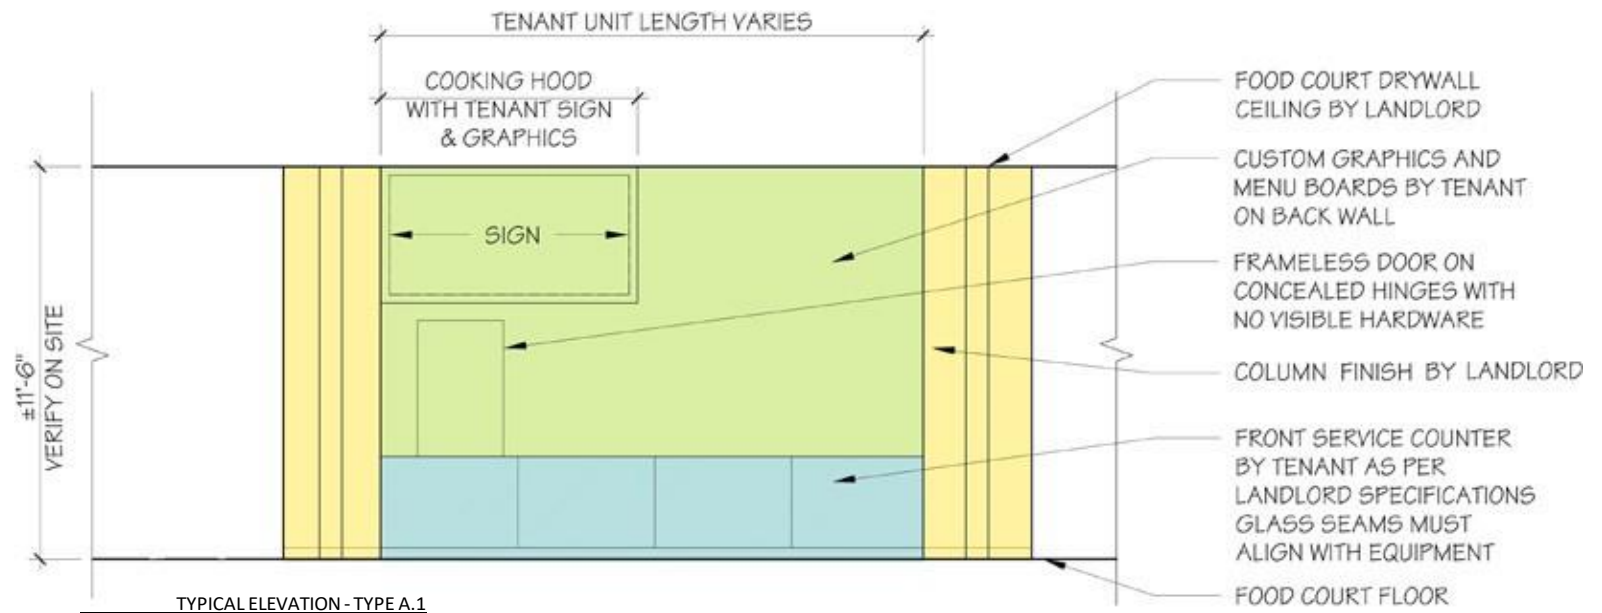 TENANT UNIT LENGTH VARIES
COOKING HOOD
WITH TENANT SIGN
& GRAPHICS
SIGN
±11'-6"
VERIFY ON SITE
FOOD COURT DRYWALL
CEILING BY LANDLORD
CUSTOM GRAPHICS AND
MENU BOARDS BY TENANT
ON BACK WALL
FRAMELESS DOOR ON
CONCEALED HINGES WITH
NO VISIBLE HARDWARE
COLUMN FINISH BY LANDLORD
FRONT SERVICE COUNTER
BY TENANT AS PER
LANDLORD SPECIFICATIONS
GLASS SEAMS MUST
ALIGN WITH EQUIPMENT
FOOD COURT FLOOR
TYPICAL ELEVATION - TYPE A.1